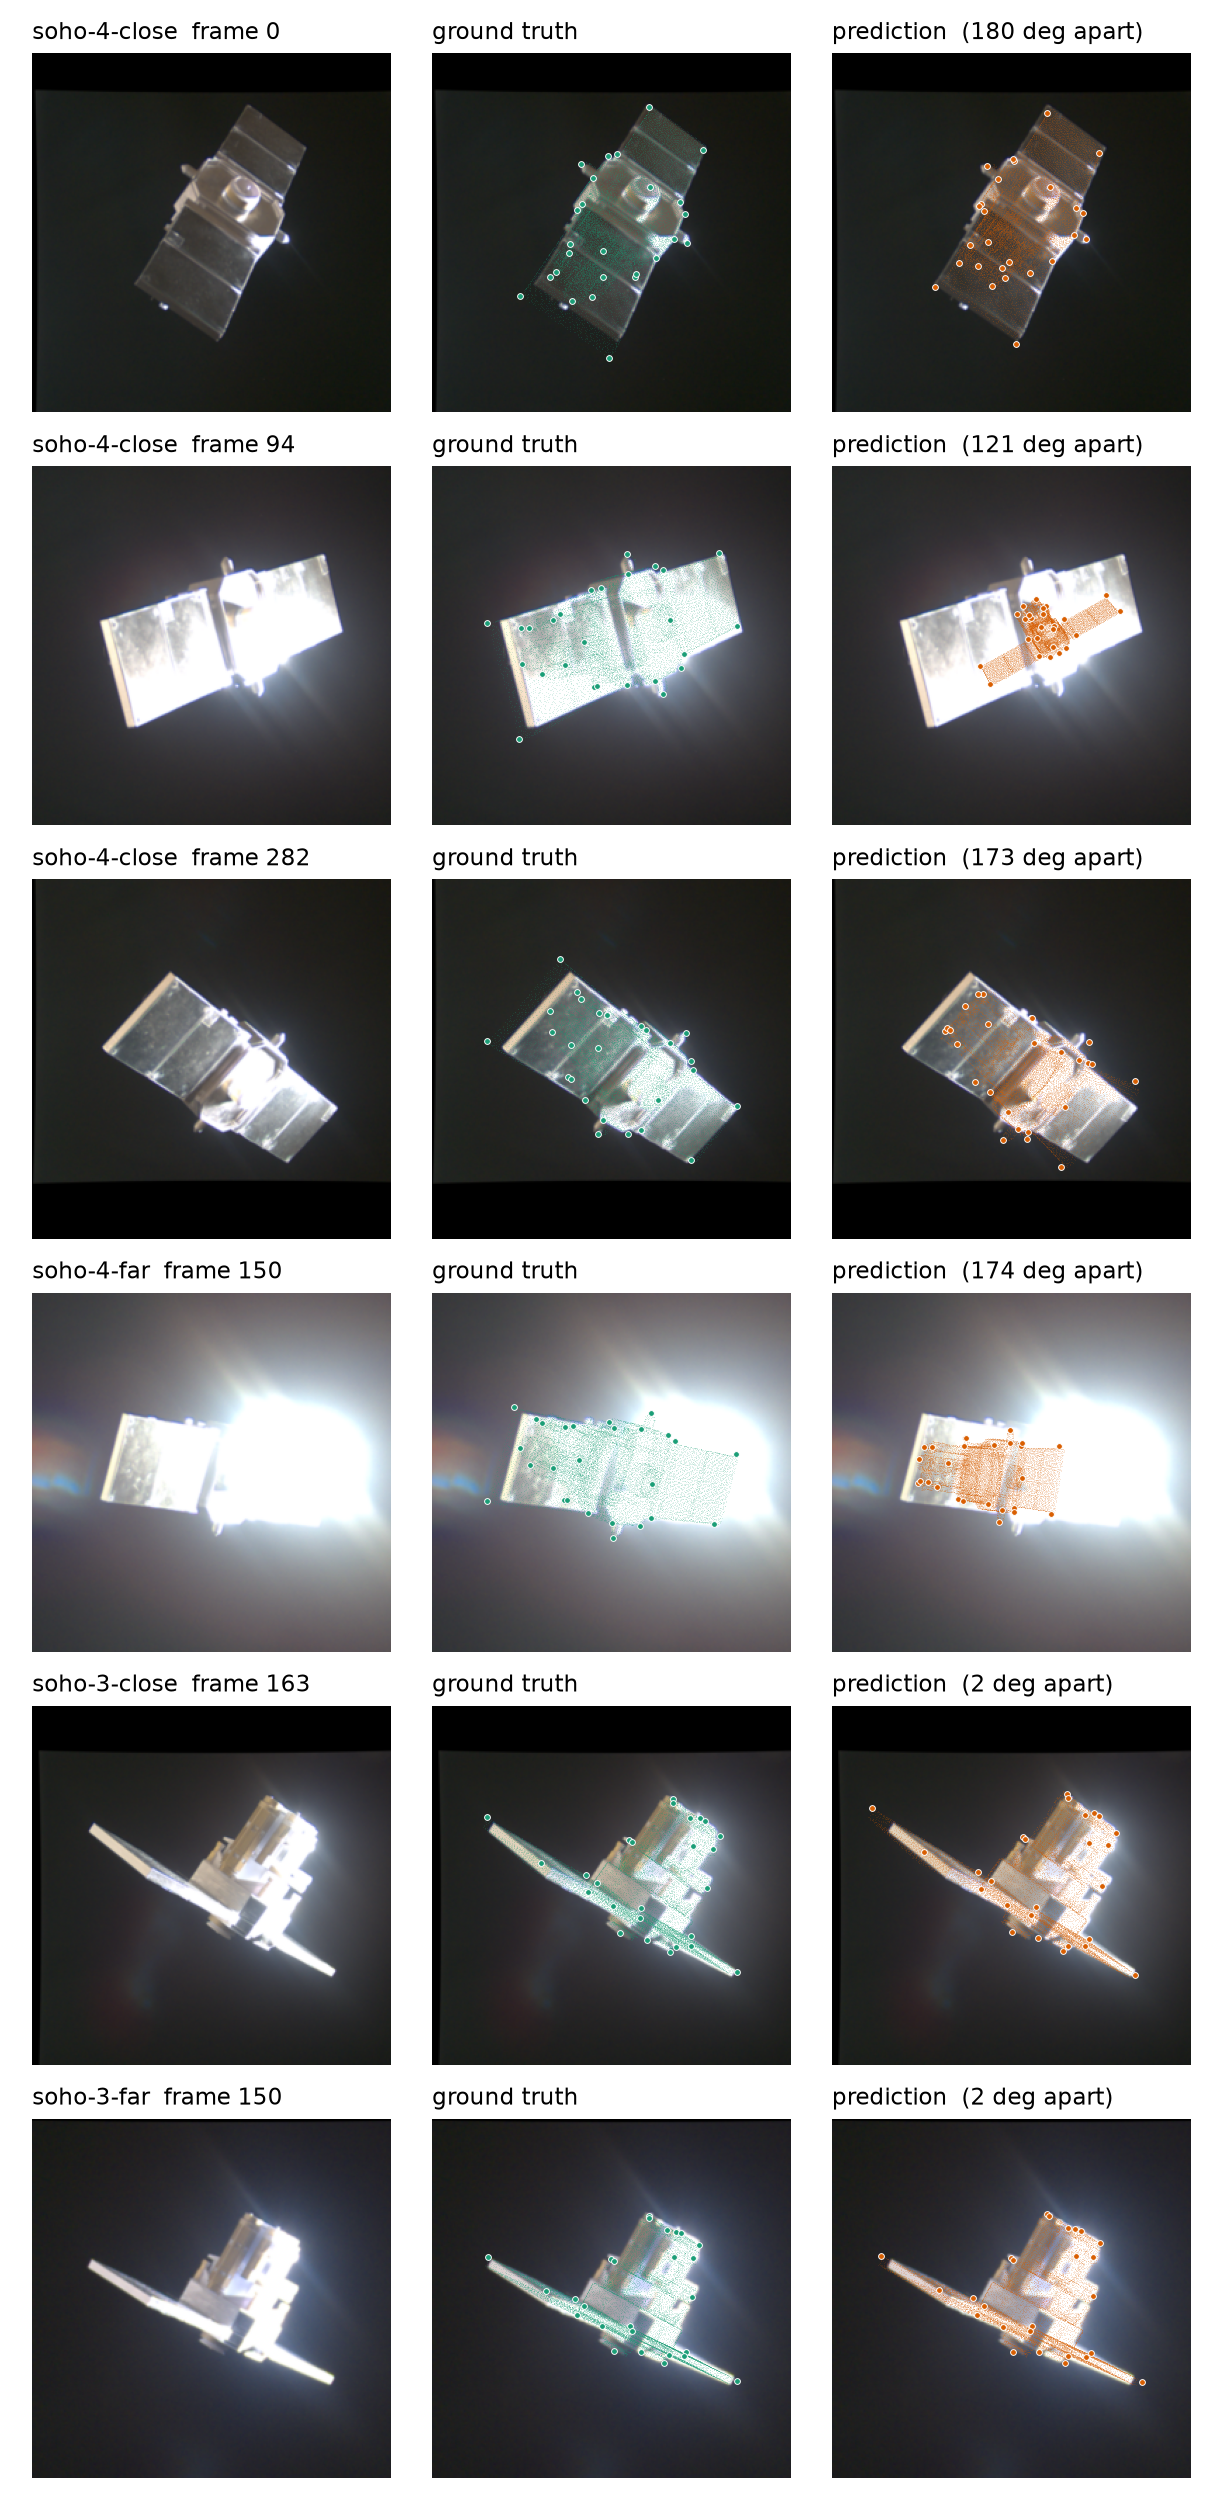 soho-4-close  frame 0
ground truth
prediction  (180 deg apart)
soho-4-close  frame 94
ground truth
prediction  (121 deg apart)
soho-4-close  frame 282
ground truth
prediction  (173 deg apart)
soho-4-far  frame 150
ground truth
prediction  (174 deg apart)
soho-3-close  frame 163
ground truth
prediction  (2 deg apart)
soho-3-far  frame 150
ground truth
prediction  (2 deg apart)